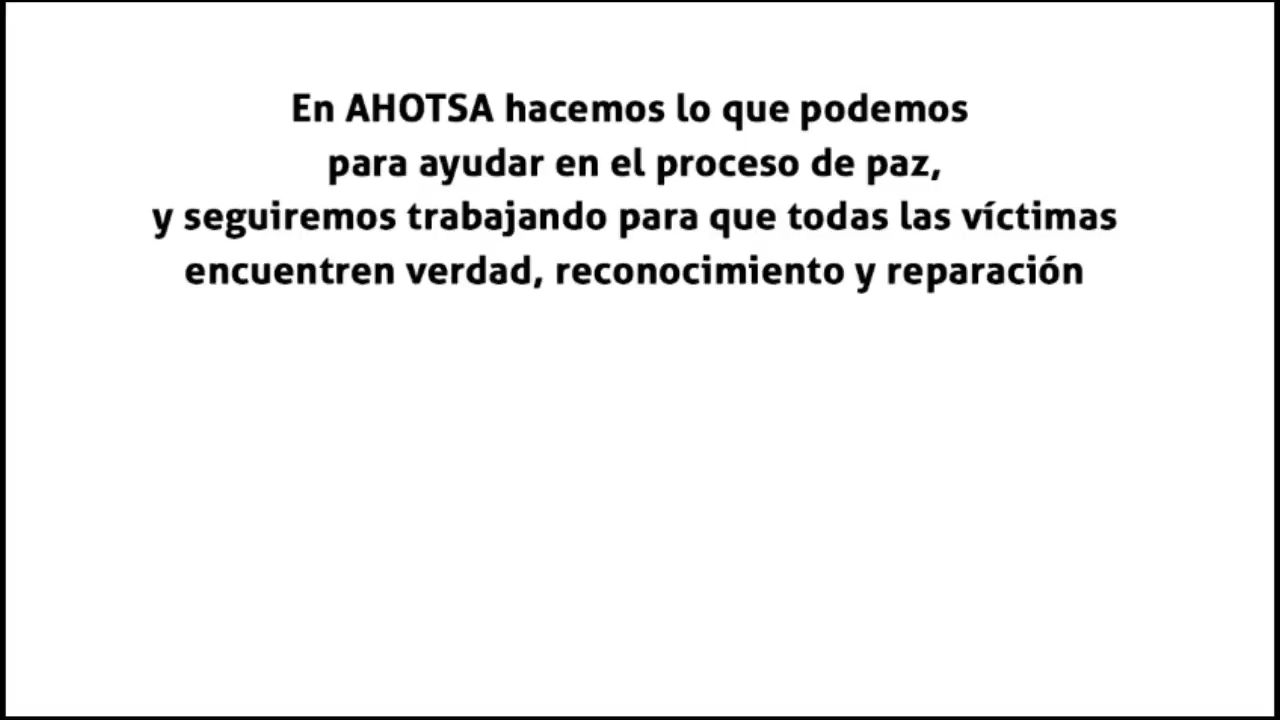 En AHOTSA hacemos lo que podemos
para ayudar en el proceso de paz,
y seguiremos trabajando para que todas las víctimas
encuentren verdad, reconocimiento y reparación